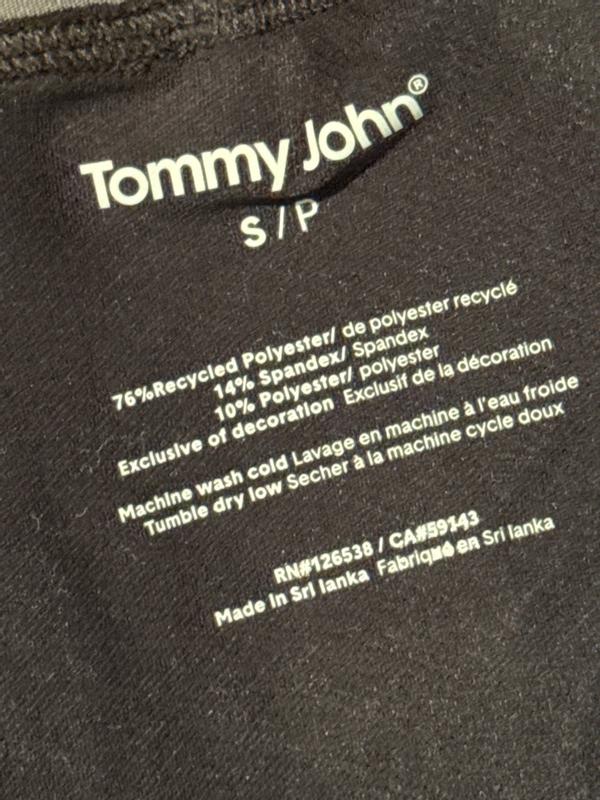 Tommy John®
S / P
76%Recycled Polyester/ de polyester recyclé
14% Spandex/ Spandex
10% Polyester/ polyester
Exclusive of decoration Exclusif de la décoration
Machine wash cold Lavage en machine à l'eau froide
Tumble dry low Secher à la machine cycle doux
RN#126538 / CA#59143
Made In Sri lanka Fabriqué en Sri lanka